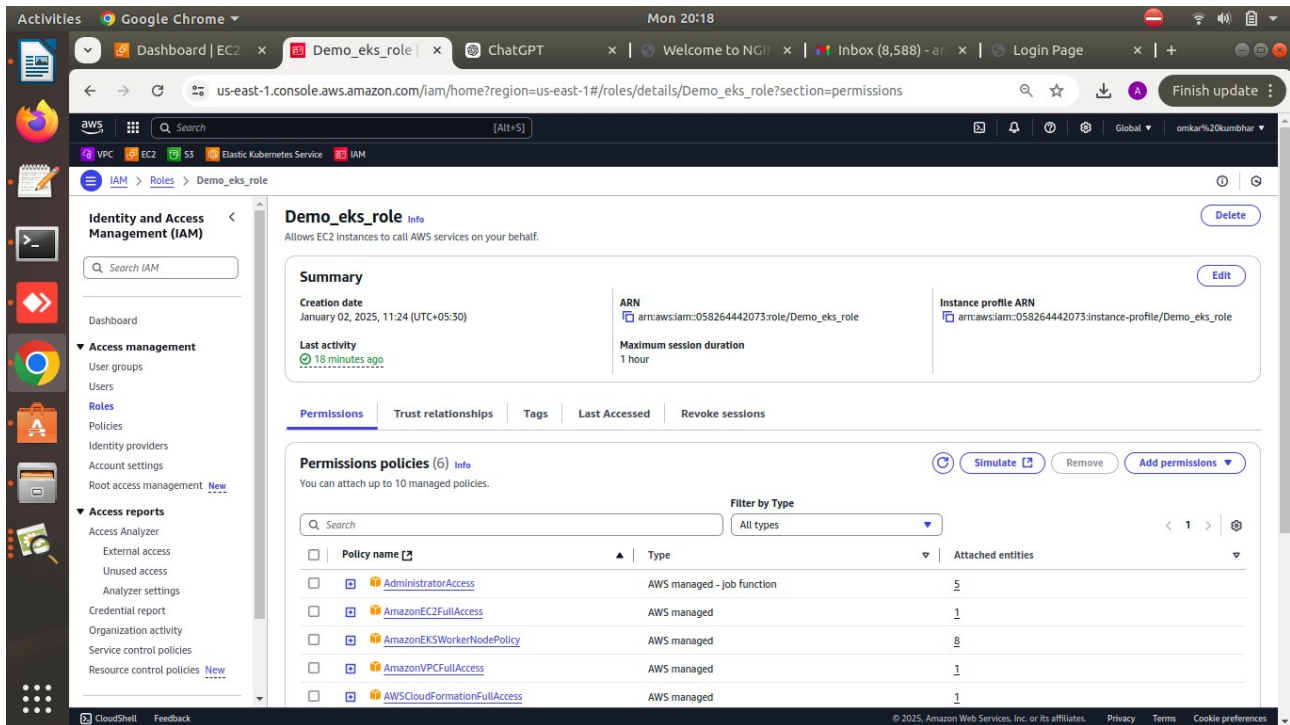 Activities Google Chrome ▾ Mon 20:18
Dashboard | EC2 × Demo_eks_role | × ChatGPT × Welcome to NGI × Inbox (8,588) - a × Login Page × +
us-east-1.console.aws.amazon.com/iam/home?region=us-east-1#/roles/details/Demo_eks_role?section=permissions A Finish update
aws Search [Alt+S] Global ▾ omkar%20kumbhar ▾
VPC EC2 S3 Elastic Kubernetes Service IAM
IAM > Roles > Demo_eks_role
Identity and Access
Management (IAM)
Search IAM
Dashboard
Access management
User groups
Users
Roles
Policies
Identity providers
Account settings
Root access management New
Access reports
Access Analyzer
External access
Unused access
Analyzer settings
Credential report
Organization activity
Service control policies
Resource control policies New
Demo_eks_role Info Delete
Allows EC2 instances to call AWS services on your behalf.
Summary Edit
Creation date
January 02, 2025, 11:24 (UTC+05:30)
ARN
arn:aws:iam::058264442073:role/Demo_eks_role
Instance profile ARN
arn:aws:iam::058264442073:instance-profile/Demo_eks_role
Last activity
18 minutes ago
Maximum session duration
1 hour
Permissions Trust relationships Tags Last Accessed Revoke sessions
Permissions policies (6) Info Simulate Remove Add permissions ▾
You can attach up to 10 managed policies.
Filter by Type
Search All types < 1 >
Policy name Type Attached entities
AdministratorAccess AWS managed - job function 5
AmazonEC2FullAccess AWS managed 1
AmazonEKSWorkerNodePolicy AWS managed 8
AmazonVPCFullAccess AWS managed 1
AWSCloudFormationFullAccess AWS managed 1
CloudShell Feedback © 2025, Amazon Web Services, Inc. or its affiliates. Privacy Terms Cookie preferences